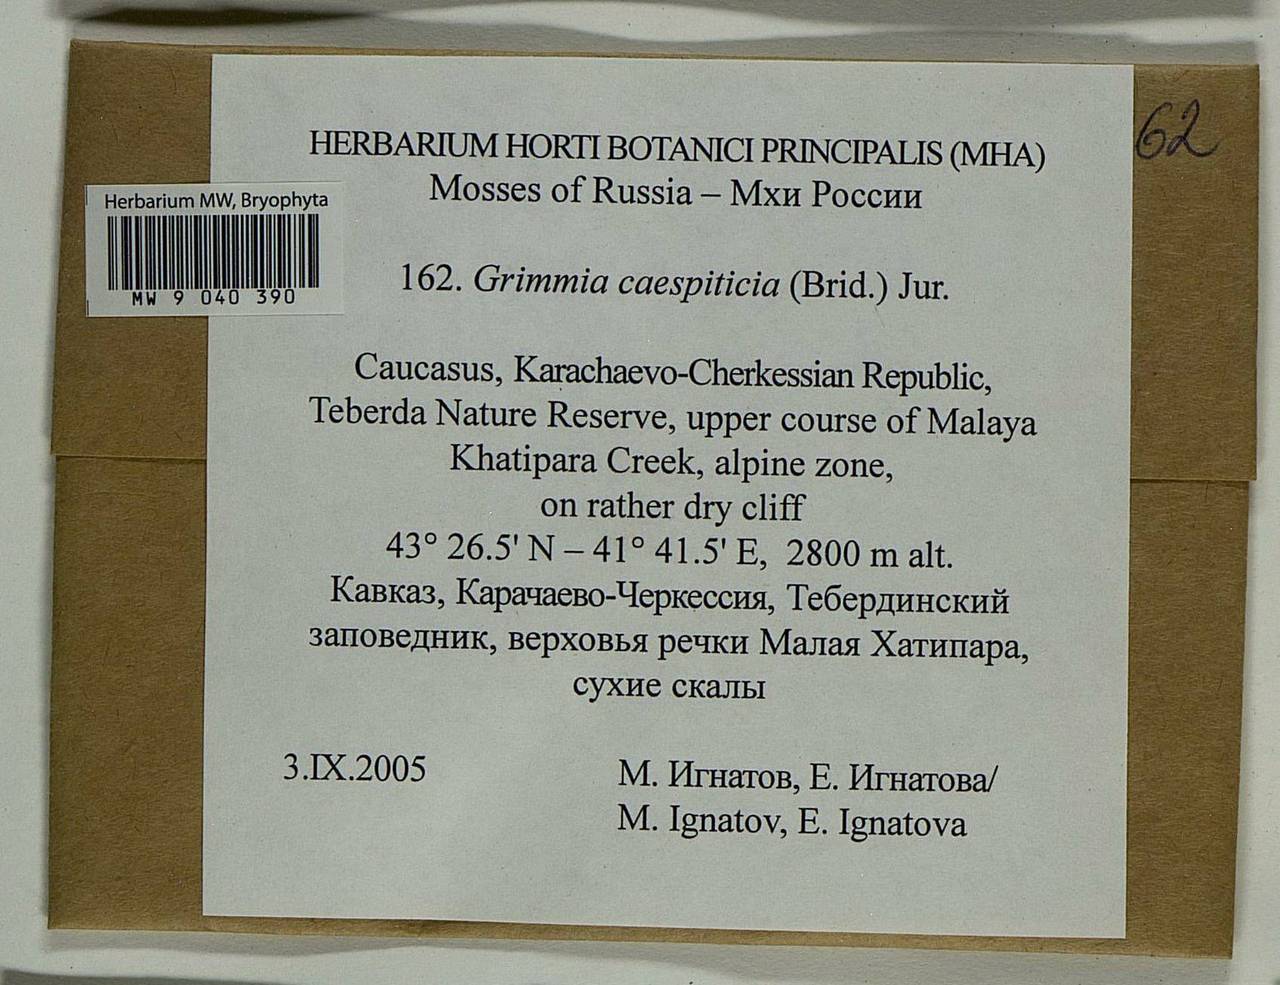 HERBARIUM HORTI BOTANICI PRINCIPALIS (MHA)
Mosses of Russia – Мхи России
62
Herbarium MW, Bryophyta
MW 9 040 390
162. Grimmia caespiticia (Brid.) Jur.
Caucasus, Karachaevo-Cherkessian Republic,
Teberda Nature Reserve, upper course of Malaya
Khatipara Creek, alpine zone,
on rather dry cliff
43° 26.5' N – 41° 41.5' E, 2800 m alt.
Кавказ, Карачаево-Черкессия, Тебердинский
заповедник, верховья речки Малая Хатипара,
сухие скалы
3.IX.2005
М. Игнатов, Е. Игнатова/
M. Ignatov, E. Ignatova